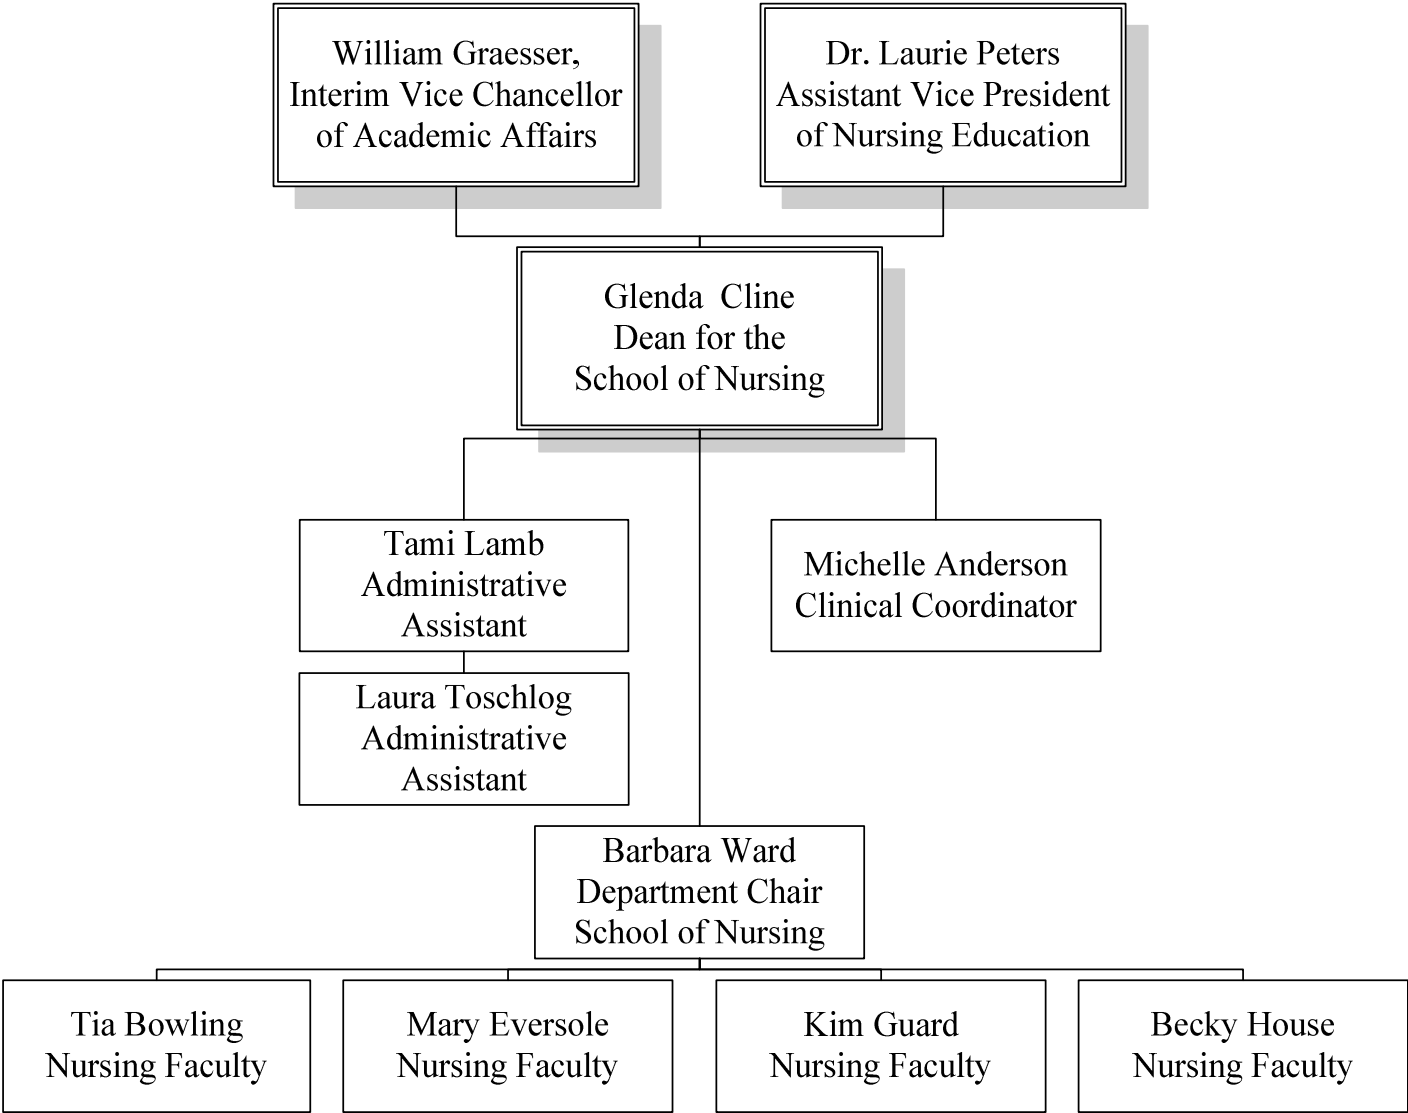 William Graesser,
Interim Vice Chancellor
of Academic Affairs
Dr. Laurie Peters
Assistant Vice President
of Nursing Education
Glenda  Cline
Dean for the
School of Nursing
Tami Lamb
Administrative
Assistant
Michelle Anderson
Clinical Coordinator
Laura Toschlog
Administrative
Assistant
Barbara Ward
Department Chair
School of Nursing
Tia Bowling
Nursing Faculty
Mary Eversole
Nursing Faculty
Kim Guard
Nursing Faculty
Becky House
Nursing Faculty